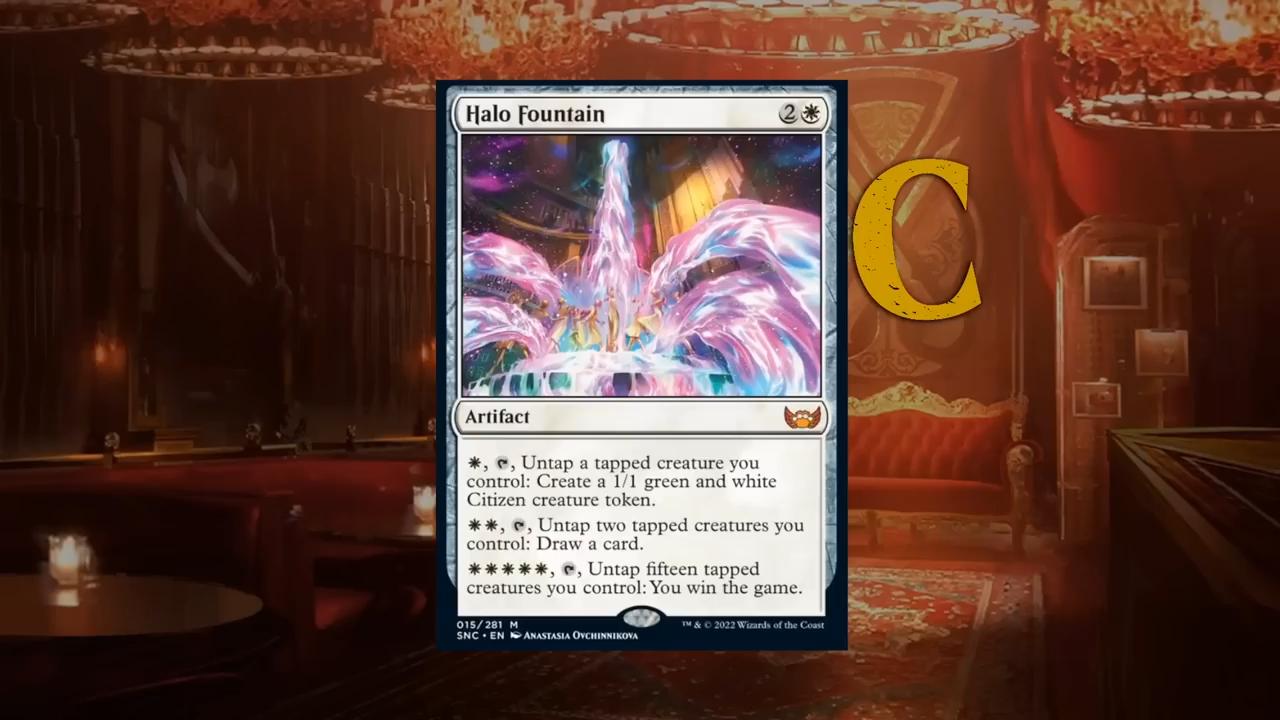 Halo Fountain 2
C
Artifact
, , Untap a tapped creature you
control: Create a 1/1 green and white
Citizen creature token.
, , Untap two tapped creatures you
control: Draw a card.
, , Untap fifteen tapped
creatures you control: You win the game.
015/281 M
SNC • EN Anastasia Ovchinnikova
™ & © 2022 Wizards of the Coast